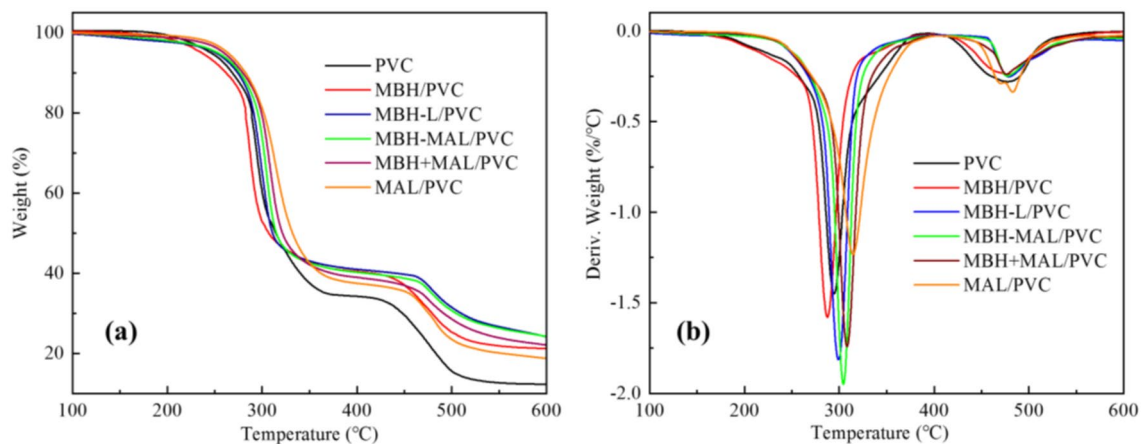 100
80
60
40
20
Weight (%)
PVC
MBH/PVC
MBH-L/PVC
MBH-MAL/PVC
MBH+MAL/PVC
MAL/PVC
(a)
100 200 300 400 500 600
Temperature (℃)
0.0
-0.5
-1.0
-1.5
-2.0
Deriv. Weight (%/℃)
PVC
MBH/PVC
MBH-L/PVC
MBH-MAL/PVC
MBH+MAL/PVC
MAL/PVC
(b)
100 200 300 400 500 600
Temperature (℃)